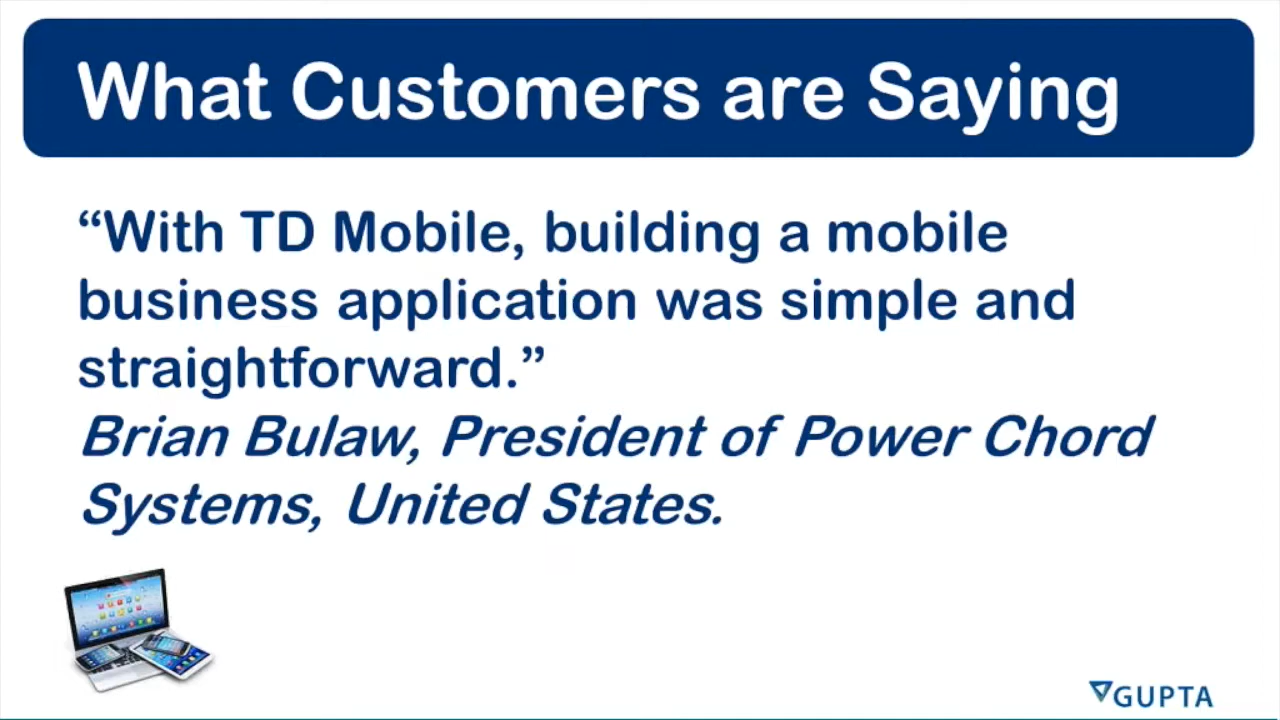 What Customers are Saying
“With TD Mobile, building a mobile
business application was simple and
straightforward.”
Brian Bulaw, President of Power Chord
Systems, United States.
GUPTA